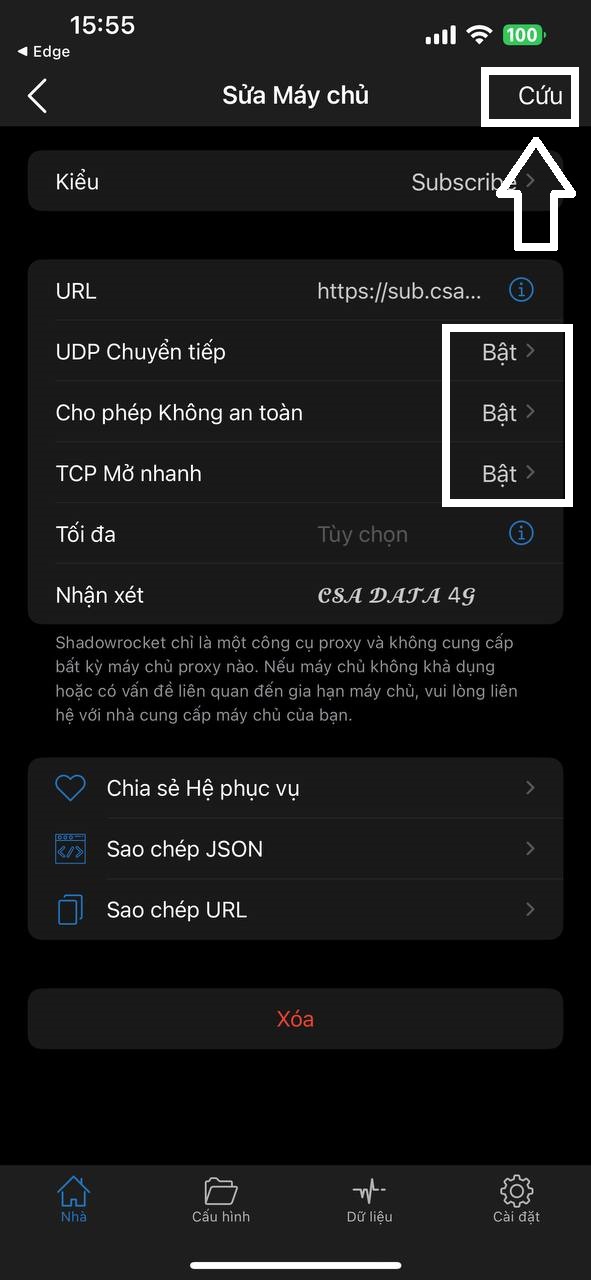 15:55
100
◀ Edge
Sửa Máy chủ
Cứu
Kiểu
Subscribe
URL
https://sub.csa...
UDP Chuyển tiếp
Bật
Cho phép Không an toàn
Bật
TCP Mở nhanh
Bật
Tối đa
Tùy chọn
Nhận xét
𝓒𝓢𝓐 𝓓𝓐𝓣𝓐 4𝓖
Shadowrocket chỉ là một công cụ proxy và không cung cấp
bất kỳ máy chủ proxy nào. Nếu máy chủ không khả dụng
hoặc có vấn đề liên quan đến gia hạn máy chủ, vui lòng liên
hệ với nhà cung cấp máy chủ của bạn.
Chia sẻ Hệ phục vụ
Sao chép JSON
Sao chép URL
Xóa
Nhà
Cấu hình
Dữ liệu
Cài đặt